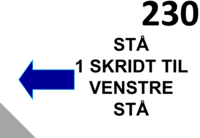 230
STÅ
1 SKRIDT TIL
VENSTRE
STÅ